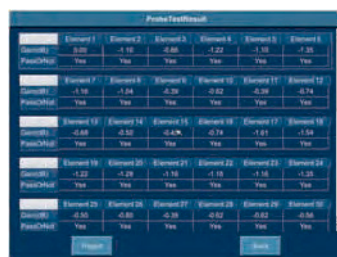 ProbeTestResult
Element 1 Element 2 Element 3 Element 4 Element 5 Element 6
Gain(dB) 0.00 -1.10 -0.66 -1.22 -1.10 -1.35
PassOrNot Yes Yes Yes Yes Yes Yes
Element 7 Element 8 Element 9 Element 10 Element 11 Element 12
Gain(dB) -1.16 -1.04 -0.39 -0.62 -0.39 -0.74
PassOrNot Yes Yes Yes Yes Yes Yes
Element 13 Element 14 Element 15 Element 16 Element 17 Element 18
Gain(dB) -0.68 -0.50 -0.74 -1.61 -1.54
PassOrNot Yes Yes Yes Yes Yes Yes
Element 19 Element 20 Element 21 Element 22 Element 23 Element 24
Gain(dB) -1.22 -1.29 -1.16 -1.16 -1.16 -1.35
PassOrNot Yes Yes Yes Yes Yes Yes
Element 25 Element 26 Element 27 Element 28 Element 29 Element 30
Gain(dB) -0.50 -0.80 -0.39 -0.62 -0.62 -0.56
PassOrNot Yes Yes Yes Yes Yes Yes
Back